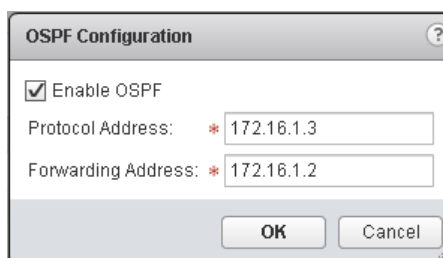 OSPF Configuration ?
Enable OSPF
Protocol Address: * 172.16.1.3
Forwarding Address: * 172.16.1.2
OK Cancel